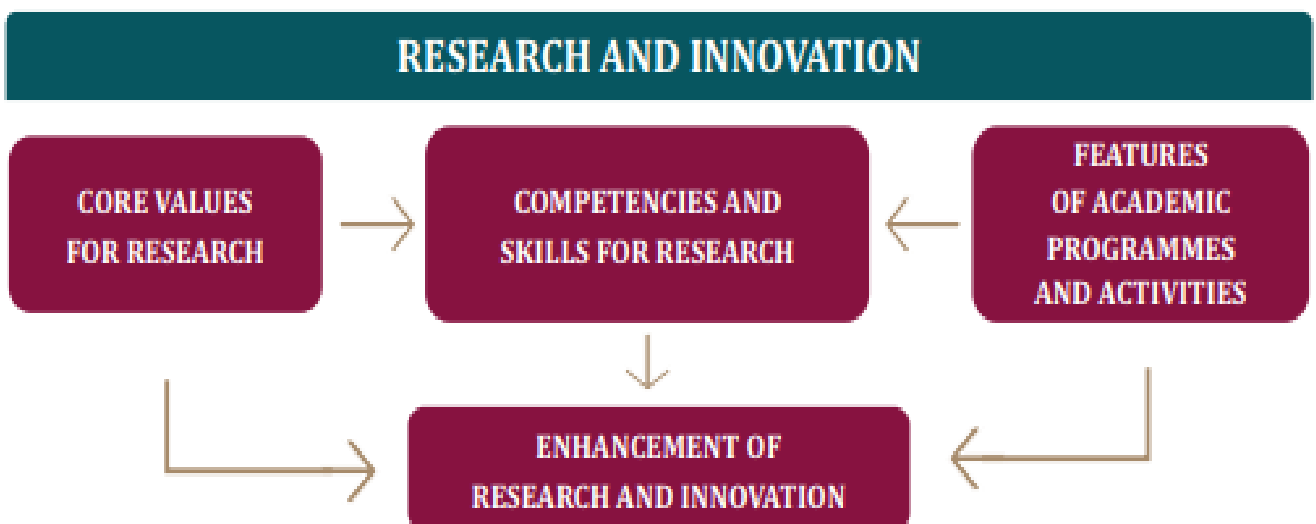 RESEARCH AND INNOVATION
CORE VALUES
FOR RESEARCH
COMPETENCIES AND
SKILLS FOR RESEARCH
FEATURES
OF ACADEMIC
PROGRAMMES
AND ACTIVITIES
ENHANCEMENT OF
RESEARCH AND INNOVATION